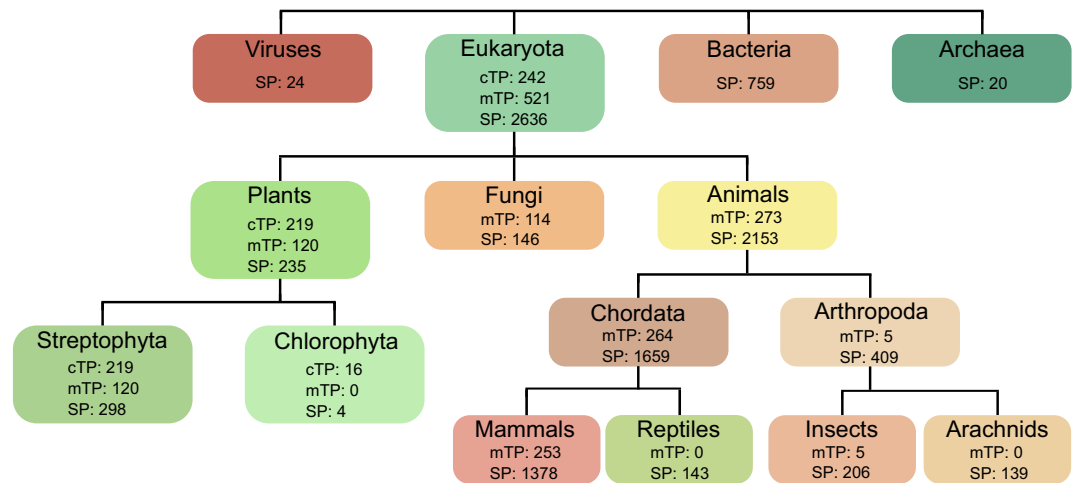 Viruses
SP: 24
Eukaryota
cTP: 242
mTP: 521
SP: 2636
Bacteria
SP: 759
Archaea
SP: 20
Plants
cTP: 219
mTP: 120
SP: 235
Fungi
mTP: 114
SP: 146
Animals
mTP: 273
SP: 2153
Streptophyta
cTP: 219
mTP: 120
SP: 298
Chlorophyta
cTP: 16
mTP: 0
SP: 4
Chordata
mTP: 264
SP: 1659
Arthropoda
mTP: 5
SP: 409
Mammals
mTP: 253
SP: 1378
Reptiles
mTP: 0
SP: 143
Insects
mTP: 5
SP: 206
Arachnids
mTP: 0
SP: 139